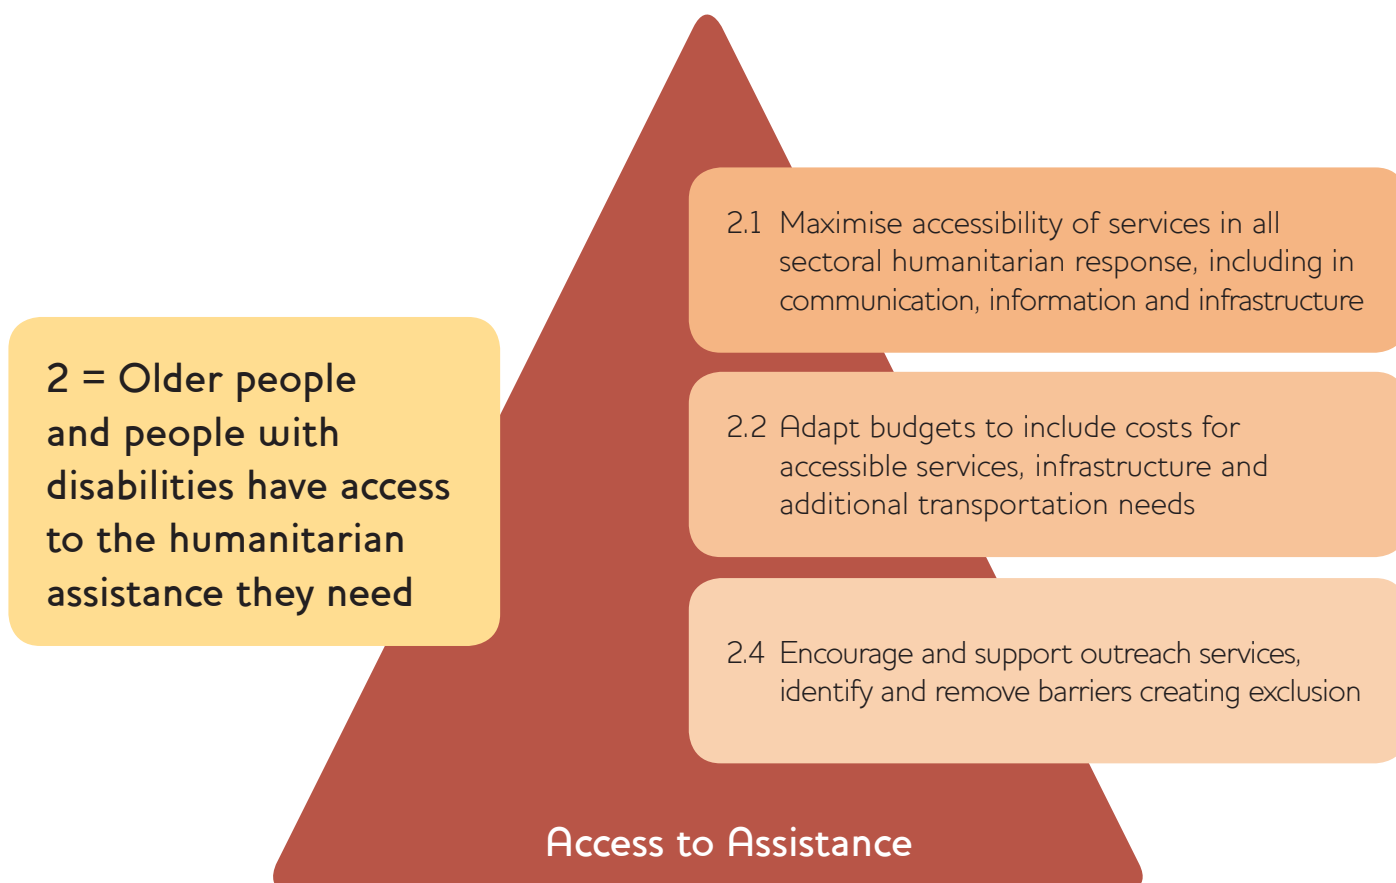 2 = Older people
and people with
disabilities have access
to the humanitarian
assistance they need
2.1 Maximise accessibility of services in all
sectoral humanitarian response, including in
communication, information and infrastructure
2.2 Adapt budgets to include costs for
accessible services, infrastructure and
additional transportation needs
2.4 Encourage and support outreach services,
identify and remove barriers creating exclusion
Access to Assistance